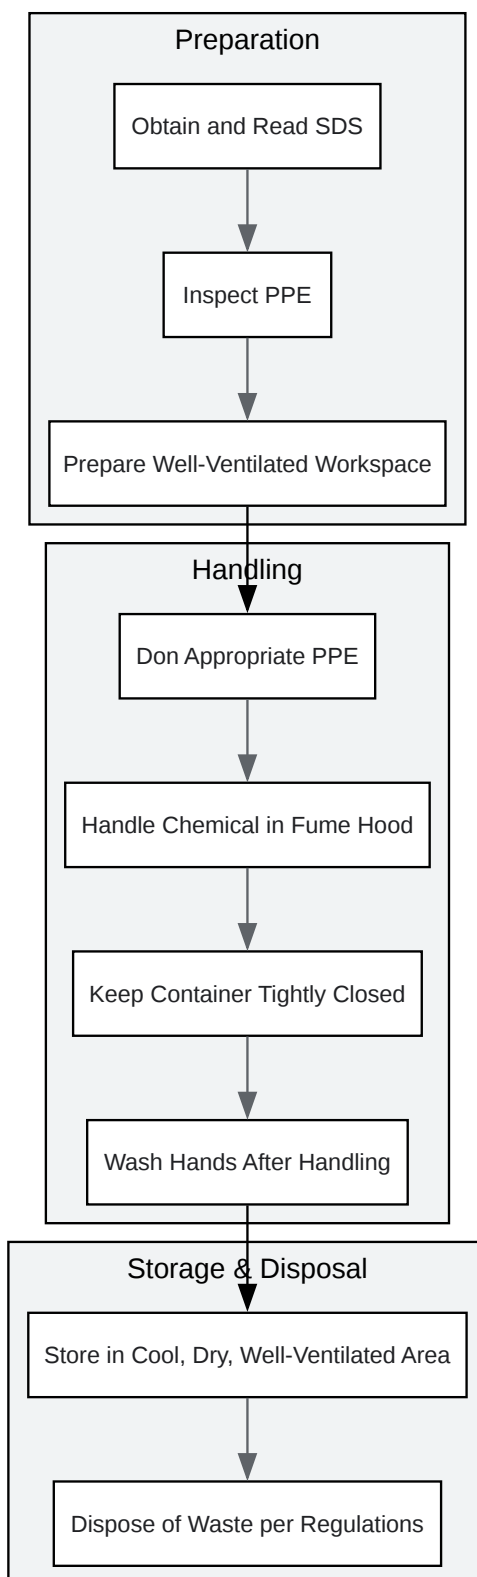 Preparation
Obtain and Read SDS
Inspect PPE
Prepare Well-Ventilated Workspace
Handling
Don Appropriate PPE
Handle Chemical in Fume Hood
Keep Container Tightly Closed
Wash Hands After Handling
Storage & Disposal
Store in Cool, Dry, Well-Ventilated Area
Dispose of Waste per Regulations